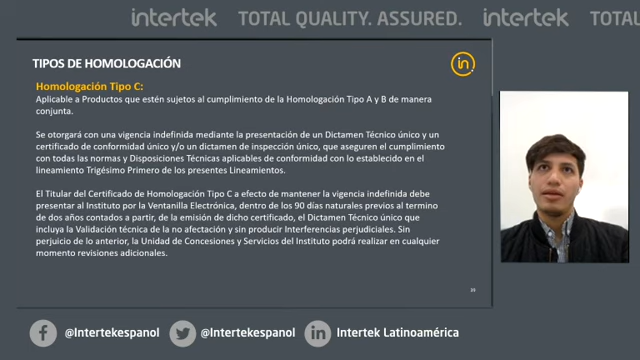 intertek TOTAL QUALITY. ASSURED. intertek TOTAL
TIPOS DE HOMOLOGACIÓN
in
Homologación Tipo C:
Aplicable a Productos que estén sujetos al cumplimiento de la Homologación Tipo A y B de manera
conjunta.
Se otorgará con una vigencia indefinida mediante la presentación de un Dictamen Técnico único y un
certificado de conformidad único y/o un dictamen de inspección único, que aseguren el cumplimiento
con todas las normas y Disposiciones Técnicas aplicables de conformidad con lo establecido en el
lineamiento Trigésimo Primero de los presentes Lineamientos.
El Titular del Certificado de Homologación Tipo C a efecto de mantener la vigencia indefinida debe
presentar al Instituto por la Ventanilla Electrónica, dentro de los 90 días naturales previos al termino
de dos años contados a partir, de la emisión de dicho certificado, el Dictamen Técnico único que
incluya la Validación técnica de la no afectación y sin producir Interferencias perjudiciales. Sin
perjuicio de lo anterior, la Unidad de Concesiones y Servicios del Instituto podrá realizar en cualquier
momento revisiones adicionales.
@Intertekespanol @Intertekespanol in Intertek Latinoamérica